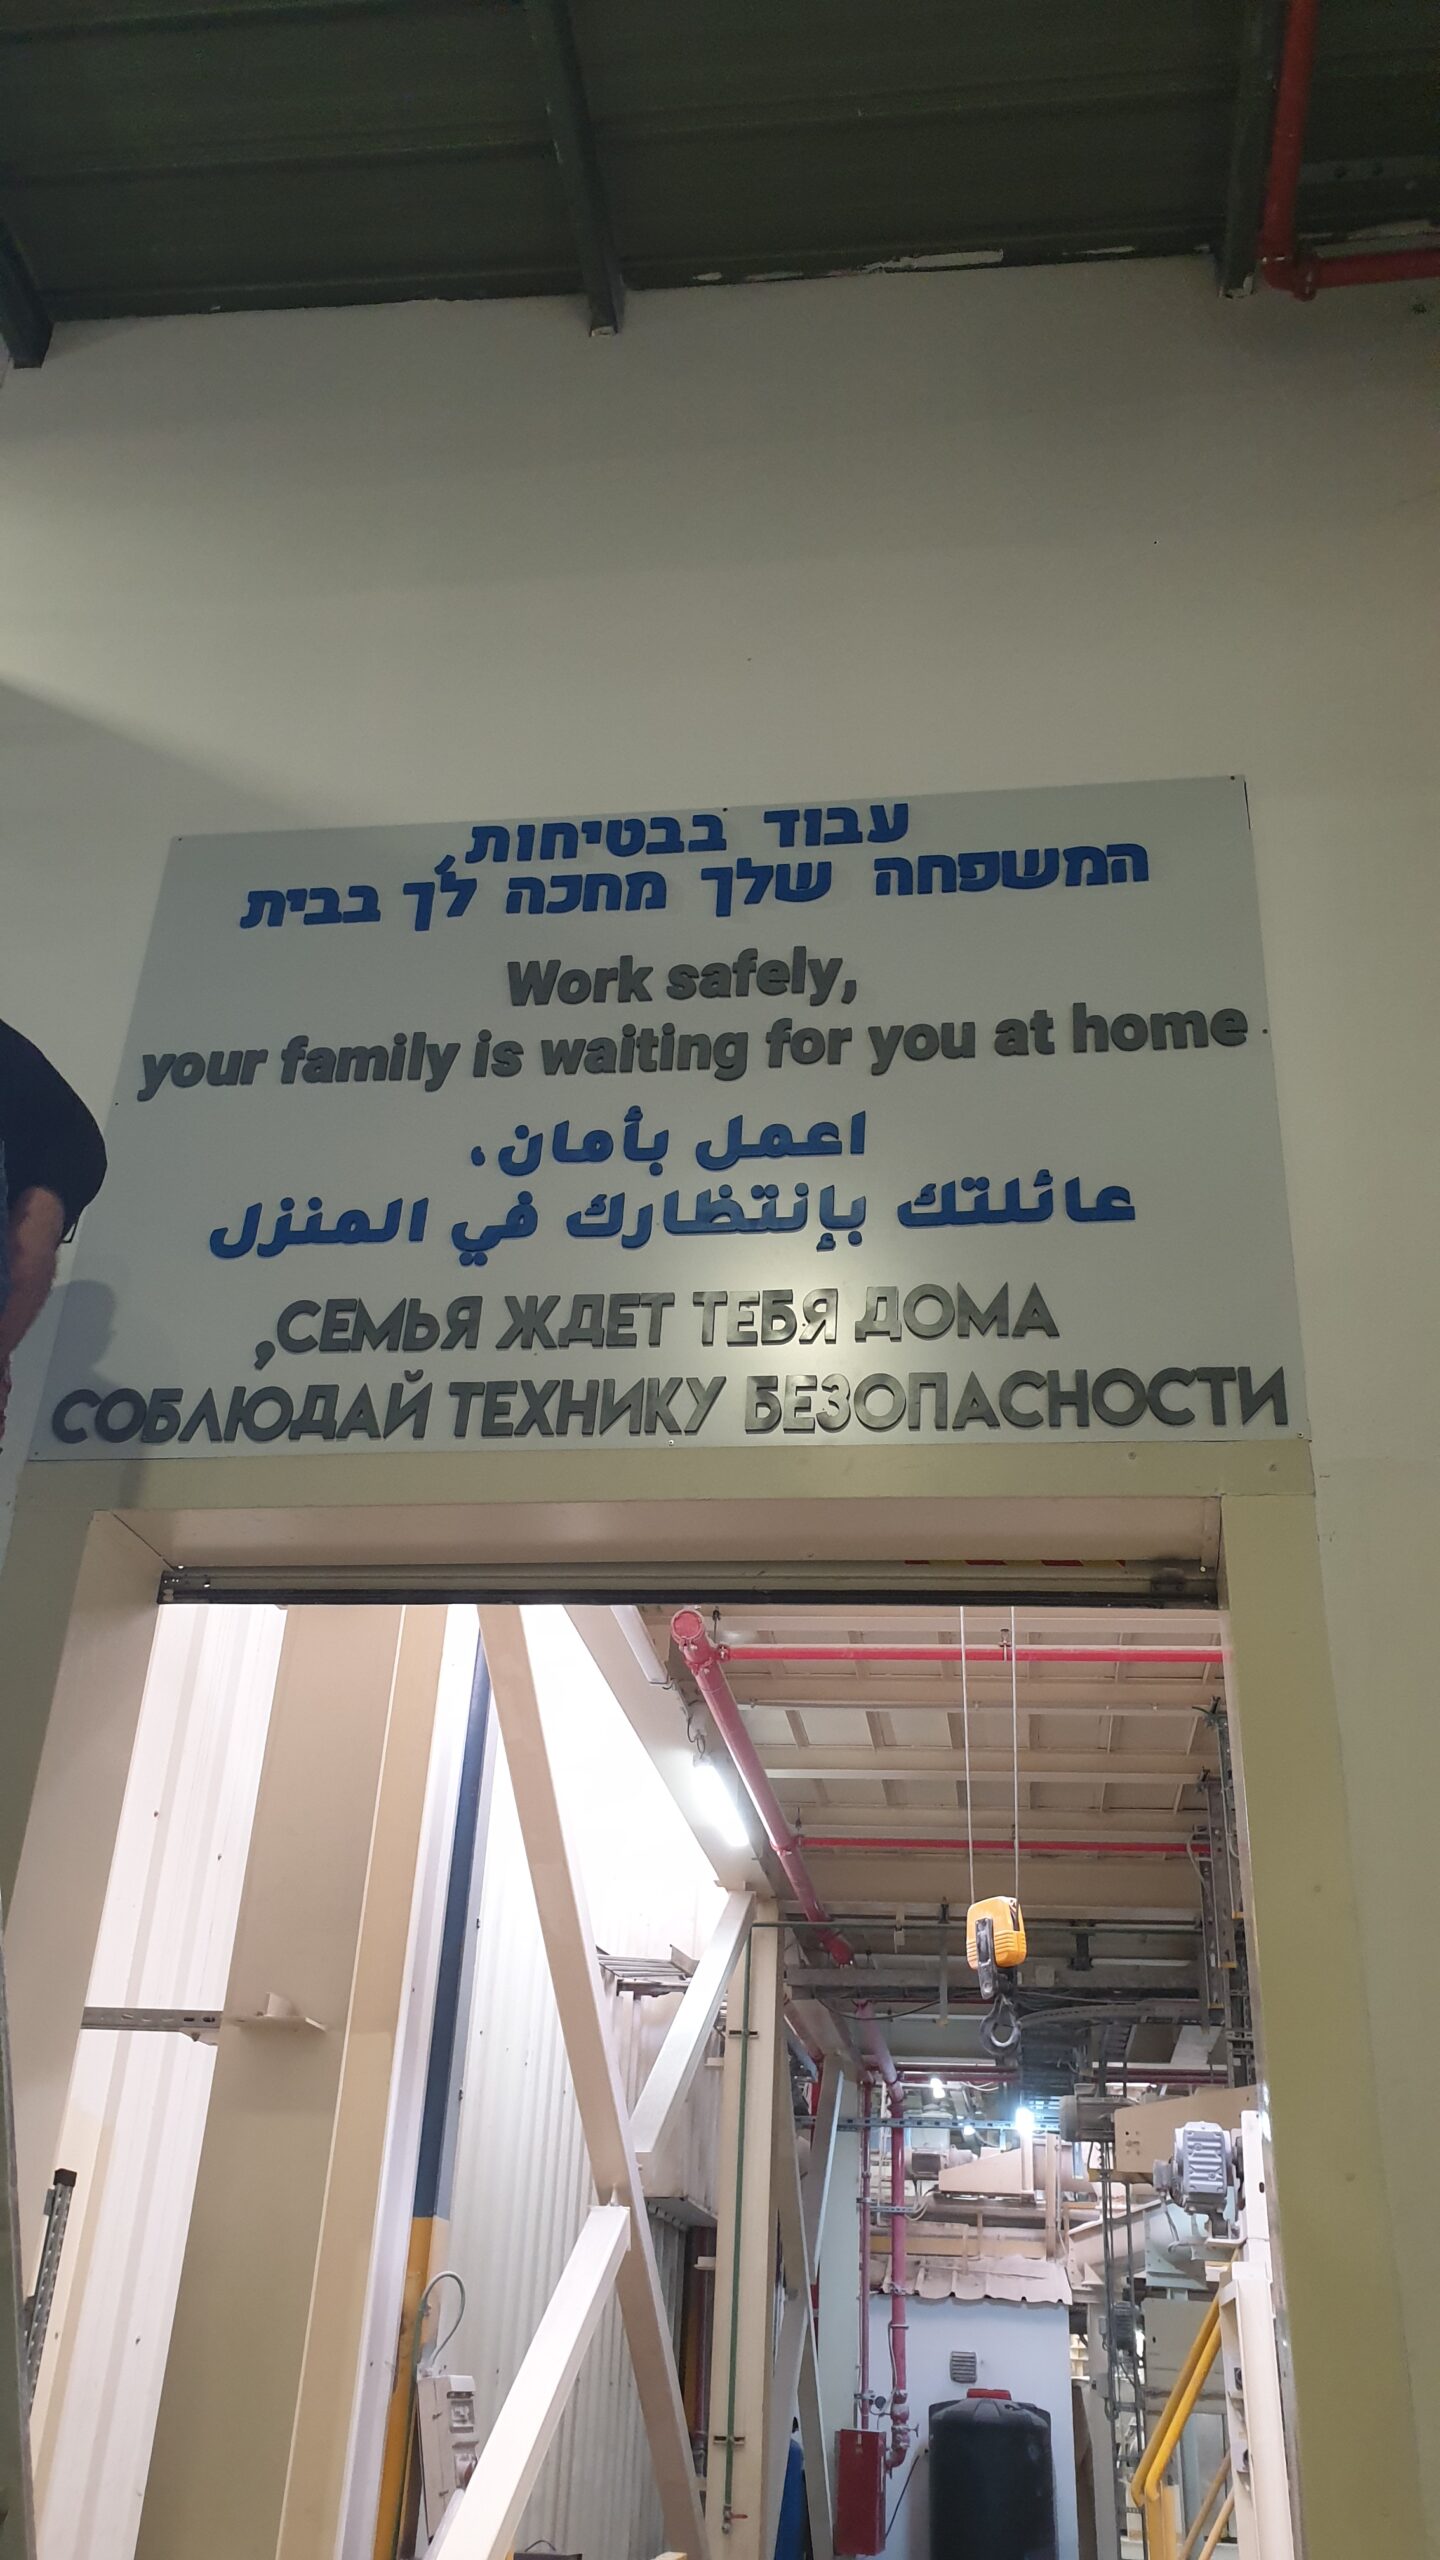 עבוד בבטיחות,
המשפחה שלך מחכה לך בבית
Work safely,
your family is waiting for you at home
اعمل بأمان،
عائلتك بإنتظارك في المنزل
,СЕМЬЯ ЖДЕТ ТЕБЯ ДОМА
СОБЛЮДАЙ ТЕХНИКУ БЕЗОПАСНОСТИ